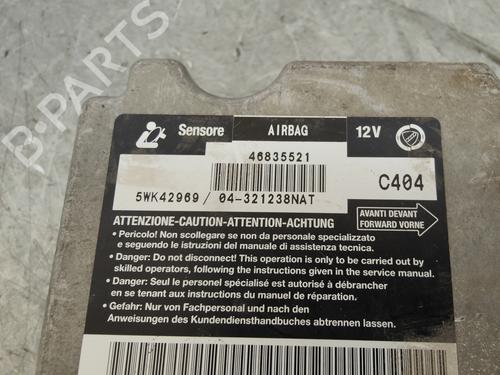 B-PARTS
Sensore
AIRBAG
12V
46835521
5WK42969 / 04-321238NAT
C404
AVANTI DEVANT
FORWARD VORNE
ATTENZIONE-CAUTION-ATTENTION-ACHTUNG
• Pericolo! Non scollegare se non da personale specializzato
e seguendo le istruzioni del manuale di assistenza tecnica.
• Danger: Do not disconnect! This operation is only to be carried out by
skilled operators, following the instructions given in the service manual.
• Danger: Seul le personel spécialisé est autorisé à débrancher
en se tenant aux instructions du manuel de réparation.
• Gefahr: Nur von Fachpersonal und nach den
Anweisungen des Kundendiensthandbuches abtrennen lassen.